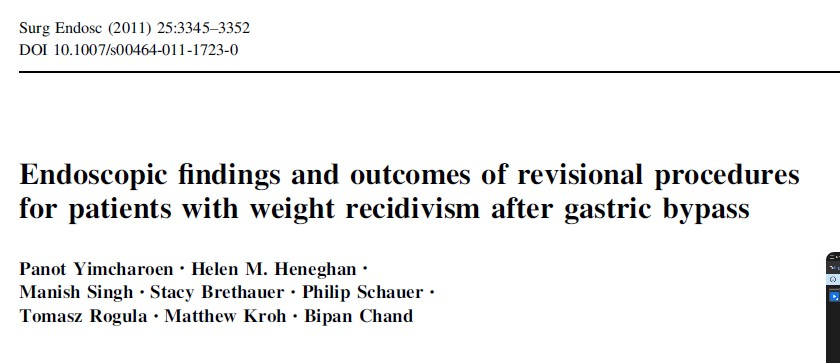 Surg Endosc (2011) 25:3345–3352
DOI 10.1007/s00464-011-1723-0
Endoscopic findings and outcomes of revisional procedures
for patients with weight recidivism after gastric bypass
Panot Yimcharoen · Helen M. Heneghan ·
Manish Singh · Stacy Brethauer · Philip Schauer ·
Tomasz Rogula · Matthew Kroh · Bipan Chand